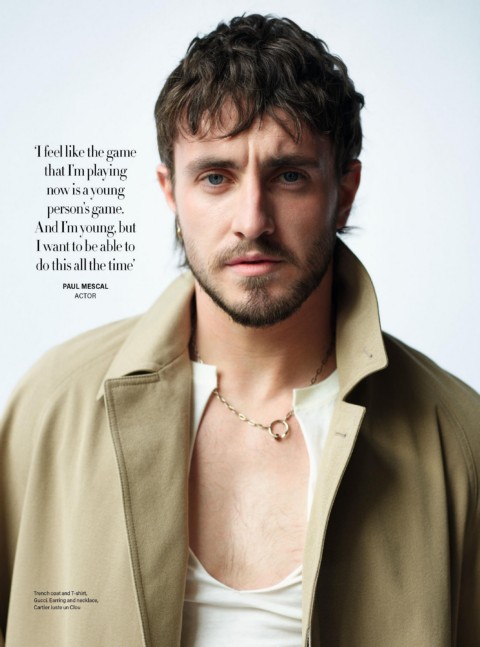 ‘I feel like the game
that I’m playing
now is a young
person’s game.
And I’m young, but
I want to be able to
do this all the time’
PAUL MESCAL
ACTOR
Trench coat and T-shirt,
Gucci. Earring and necklace,
Cartier Juste un Clou